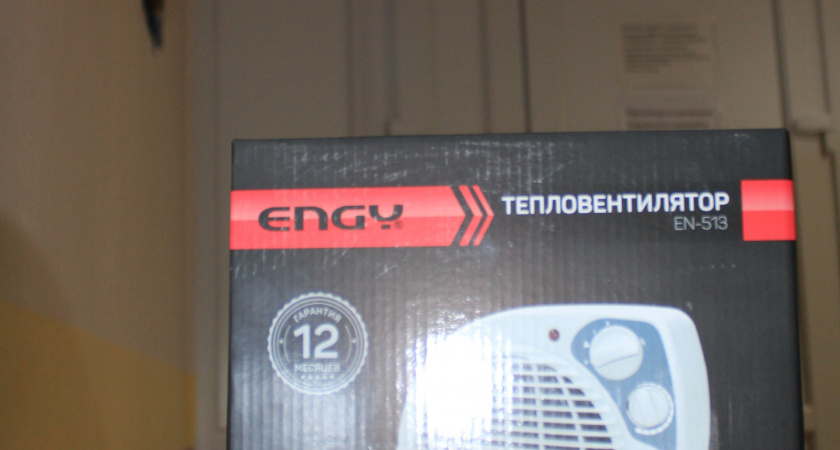 ENGY
ТЕПЛОВЕНТИЛЯТОР
EN-513
ГАРАНТИЯ
12
МЕСЯЦЕВ